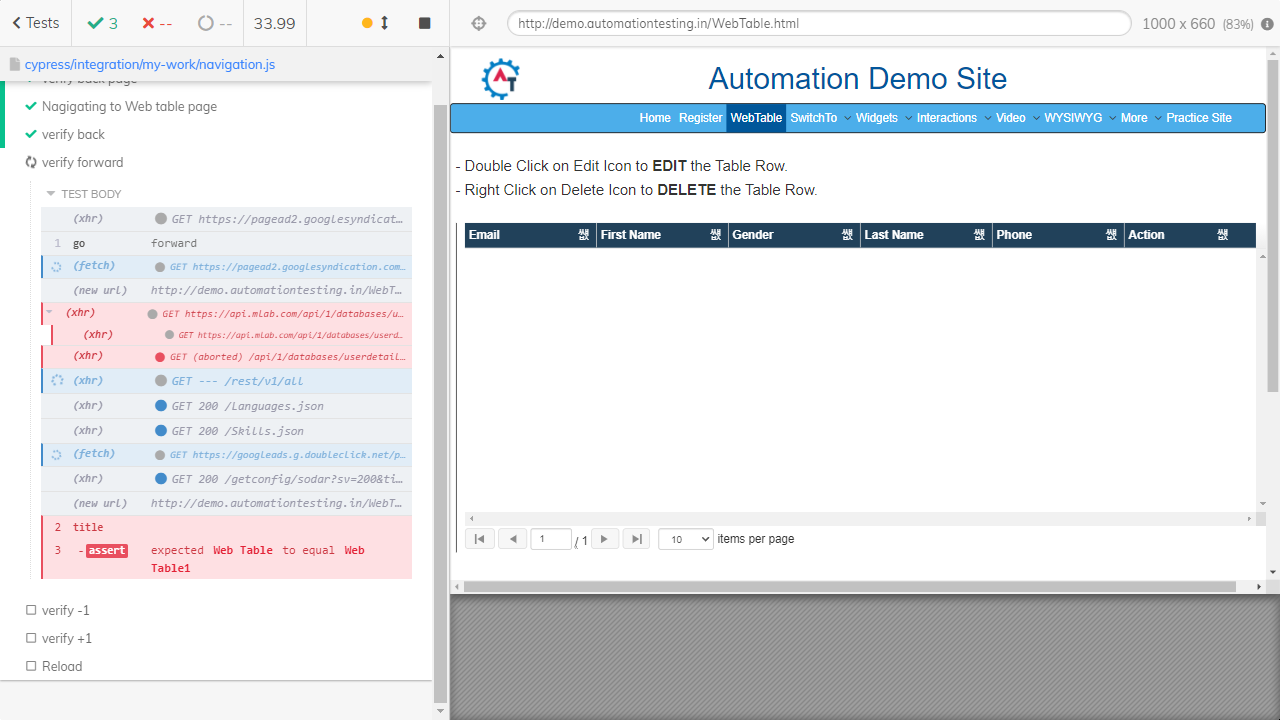 Tests
3
--
--
33.99
http://demo.automationtesting.in/WebTable.html
1000 x 660 (83%)
cypress/integration/my-work/navigation.js
verify back page
Nagigating to Web table page
verify back
verify forward
TEST BODY
(xhr) GET https://pagead2.googlesyndicat…
1 go forward
(fetch) GET https://pagead2.googlesyndication.com…
(new url) http://demo.automationtesting.in/WebT…
(xhr) GET https://api.mlab.com/api/1/databases/u…
(xhr) GET https://api.mlab.com/api/1/databases/userd…
(xhr) GET (aborted) /api/1/databases/userdetail…
(xhr) GET --- /rest/v1/all
(xhr) GET 200 /Languages.json
(xhr) GET 200 /Skills.json
(fetch) GET https://googleads.g.doubleclick.net/p…
(xhr) GET 200 /getconfig/sodar?sv=200&ti…
(new url) http://demo.automationtesting.in/WebT…
2 title
3 -assert expected Web Table to equal Web
Table1
verify -1
verify +1
Reload
AT
Automation Demo Site
Home Register WebTable SwitchTo Widgets Interactions Video WYSIWYG More Practice Site
- Double Click on Edit Icon to EDIT the Table Row.
- Right Click on Delete Icon to DELETE the Table Row.
Email First Name Gender Last Name Phone Action
1 / 1 10 items per page